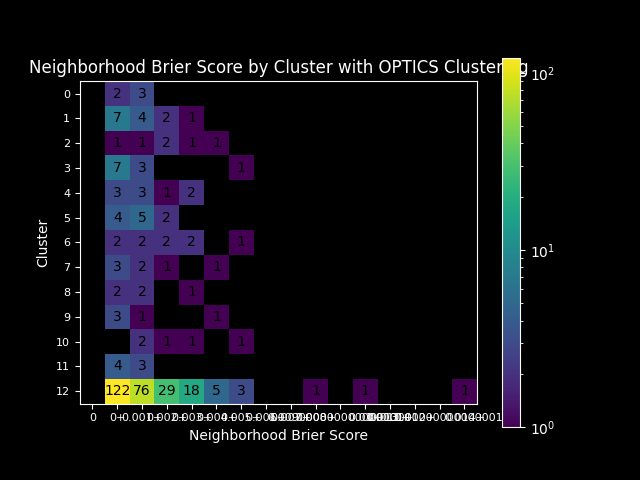 Neighborhood Brier Score by Cluster with OPTICS Clustering
10²
10¹
10⁰
Cluster
0 2 3
1 7 4 2 1
2 1 1 2 1 1
3 7 3 1
4 3 3 1 2
5 4 5 2
6 2 2 2 2 1
7 3 2 1 1
8 2 2 1
9 3 1 1
10 2 1 1 1
11 4 3
12 122 76 29 18 5 3 1 1 1
0 0+
Neighborhood Brier Score